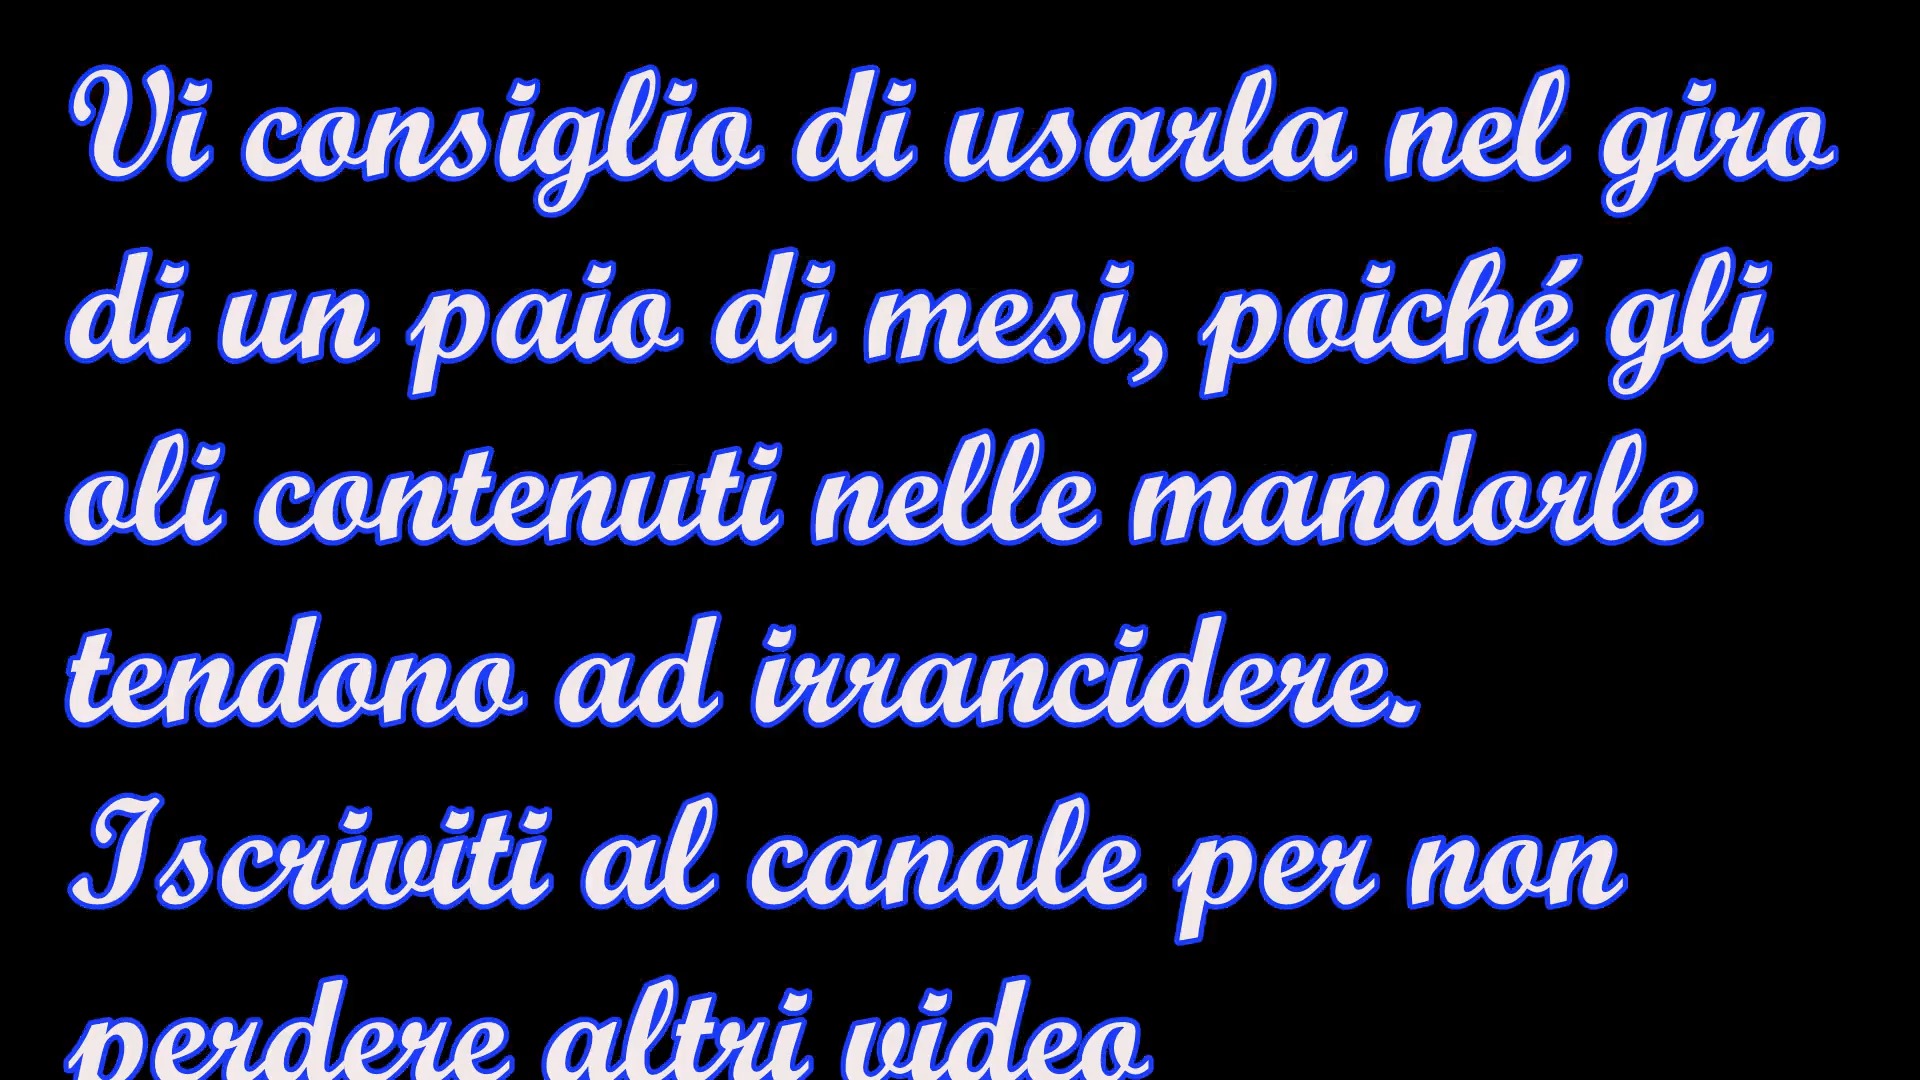 Vi consiglio di usarla nel giro
di un paio di mesi, poiché gli
oli contenuti nelle mandorle
tendono ad irrancidere.
Iscriviti al canale per non
perdere altri video